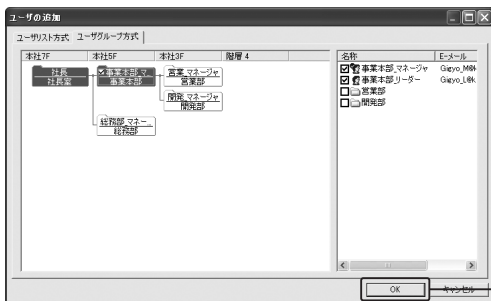 ユーザの追加
ユーザリスト方式 ユーザグループ方式
本社7F 本社5F 本社3F 階層 4
社長
社長室
事業本部_マ...
事業本部
営業_マネージャ
営業部
開発_マネージャ
開発部
総務部_マネー...
総務部
名称 E-メール
事業本部_マネージャ Gigyo_M@k
事業本部_リーダー Gigyo_L@k
営業部
開発部
OK キャンセル